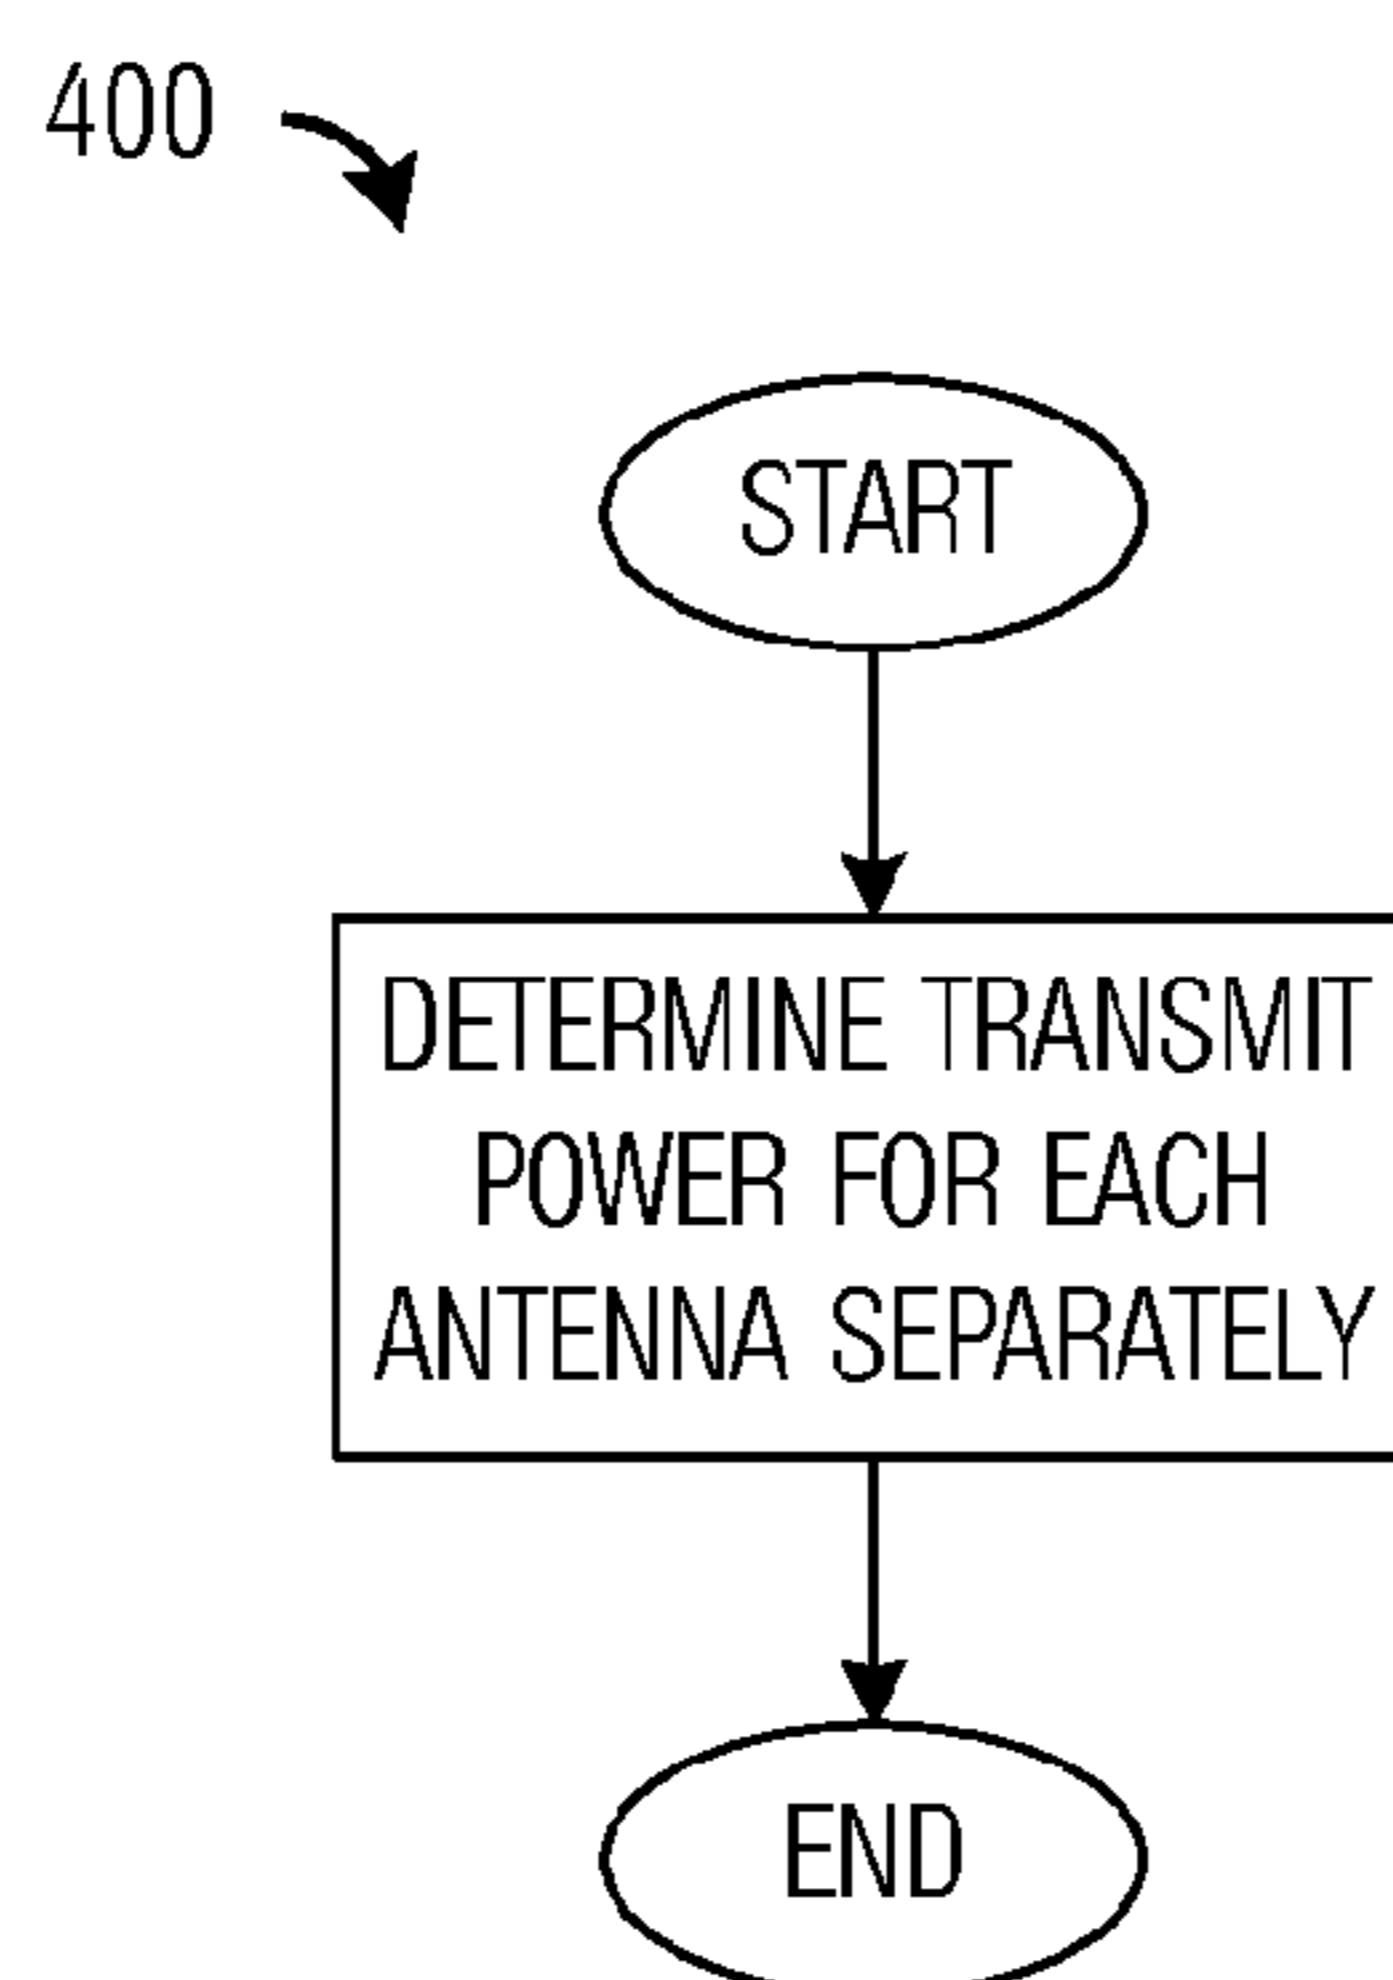 400
START
DETERMINE TRANSMIT
POWER FOR EACH
ANTENNA SEPARATELY
END